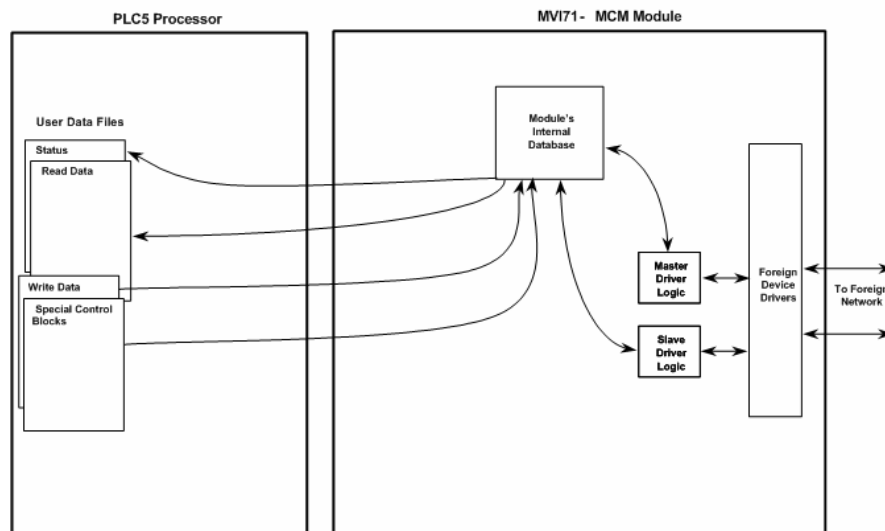 PLC5 Processor
MVI71- MCM Module
User Data Files
Status
Read Data
Write Data
Special Control
Blocks
Module's
Internal
Database
Master
Driver
Logic
Slave
Driver
Logic
Foreign
Device
Drivers
To Foreign
Network